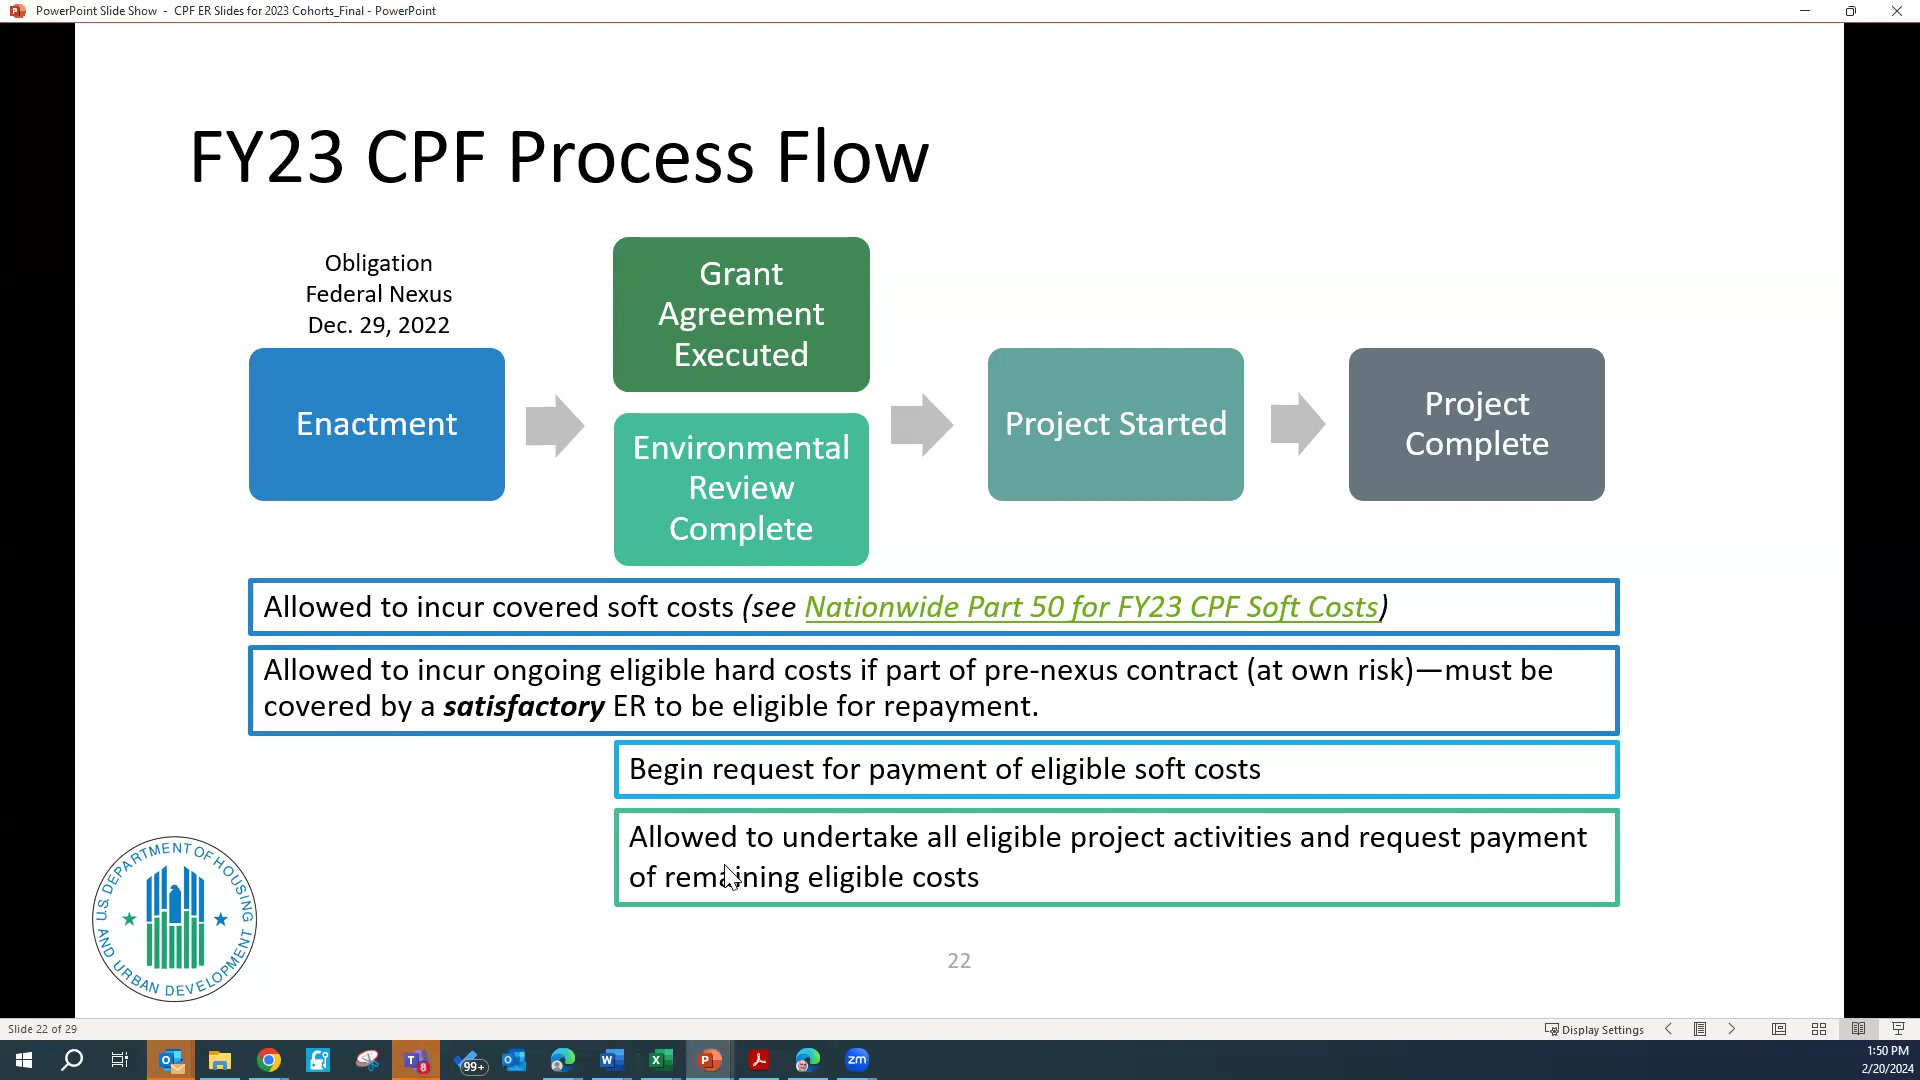 PowerPoint Slide Show - CPF ER Slides for 2023 Cohorts_Final - PowerPoint
FY23 CPF Process Flow
Obligation
Federal Nexus
Dec. 29, 2022
Enactment
Grant
Agreement
Executed
Environmental
Review
Complete
Project Started
Project
Complete
Allowed to incur covered soft costs (see Nationwide Part 50 for FY23 CPF Soft Costs)
Allowed to incur ongoing eligible hard costs if part of pre-nexus contract (at own risk)—must be
covered by a satisfactory ER to be eligible for repayment.
Begin request for payment of eligible soft costs
Allowed to undertake all eligible project activities and request payment
of remaining eligible costs
U.S. DEPARTMENT OF HOUSING
AND URBAN DEVELOPMENT
22
Slide 22 of 29
Display Settings
99+
8
zm
1:50 PM
2/20/2024